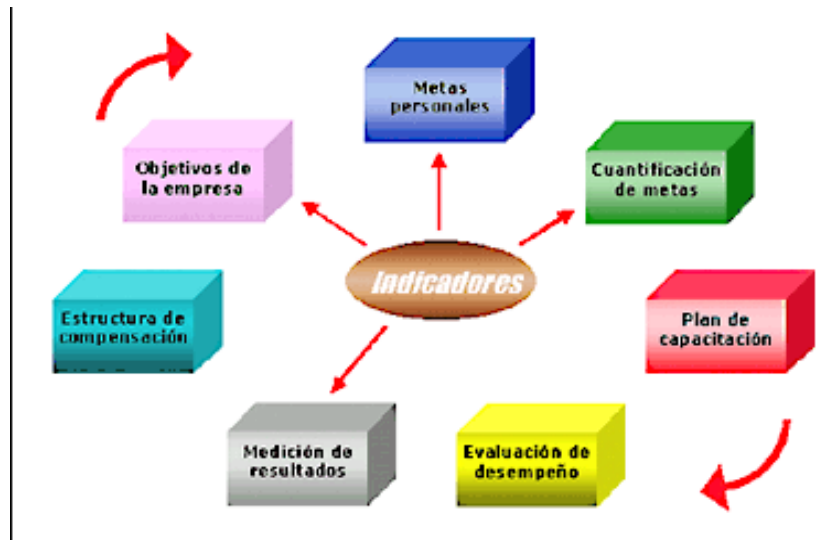 Metas
personales
Objetivos de
la empresa
Cuantificación
de metas
Indicadores
Estructura de
compensación
Plan de
capacitación
Medición de
resultados
Evaluación de
desempeño